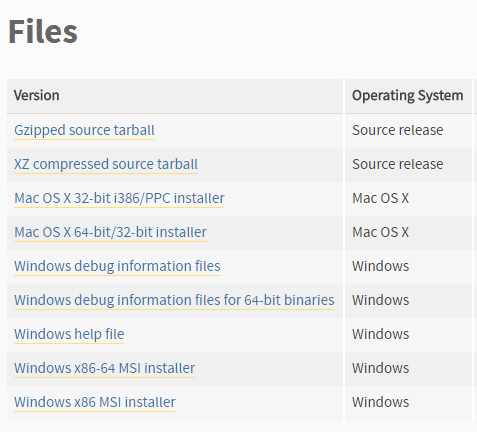 Files
Version Operating System
Gzipped source tarball Source release
XZ compressed source tarball Source release
Mac OS X 32-bit i386/PPC installer Mac OS X
Mac OS X 64-bit/32-bit installer Mac OS X
Windows debug information files Windows
Windows debug information files for 64-bit binaries Windows
Windows help file Windows
Windows x86-64 MSI installer Windows
Windows x86 MSI installer Windows